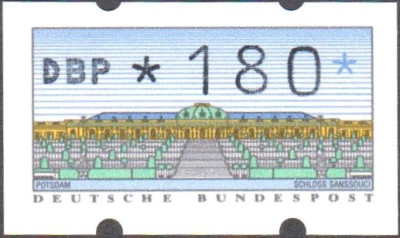 DBP * 180 *
POTSDAM SCHLOSS SANSSOUCI
DEUTSCHE BUNDESPOST